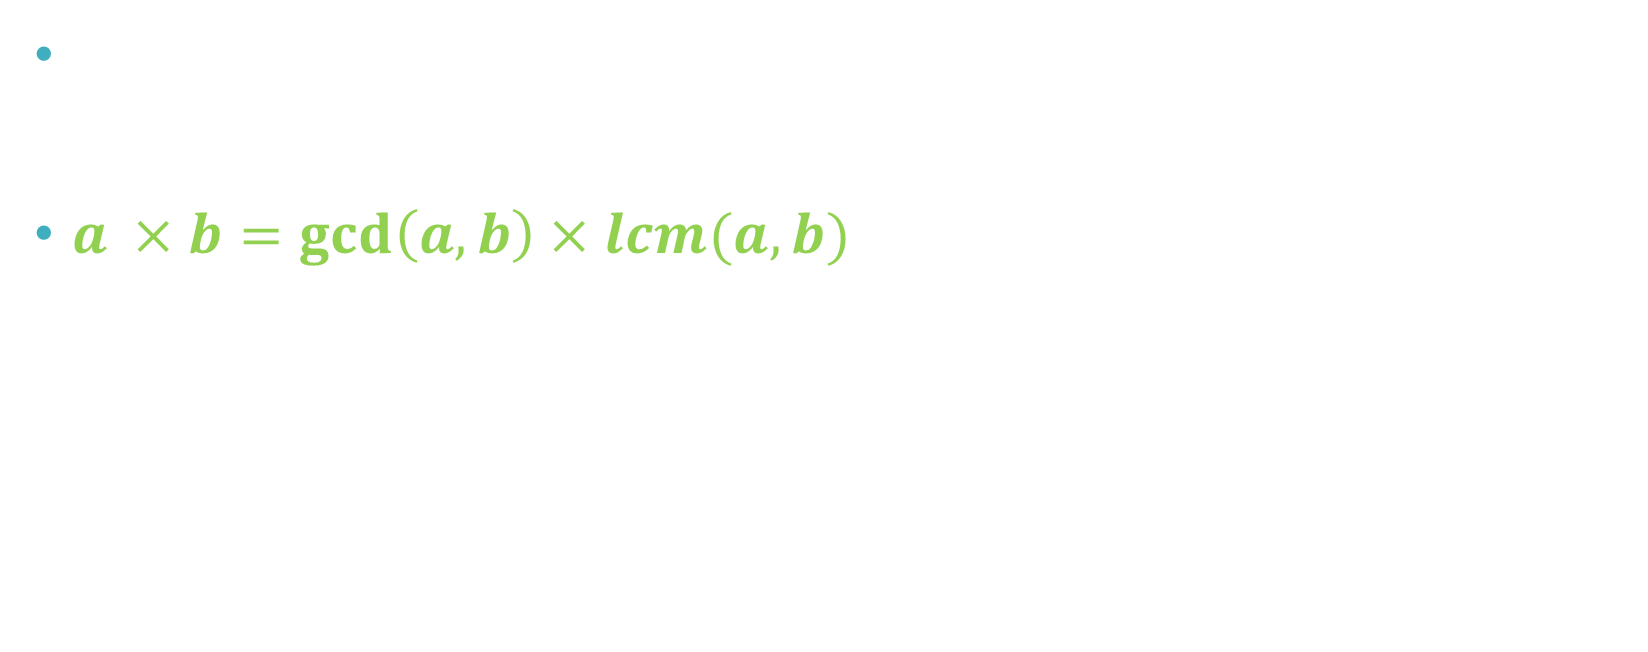 •
• a × b = gcd(a, b) × lcm(a, b)